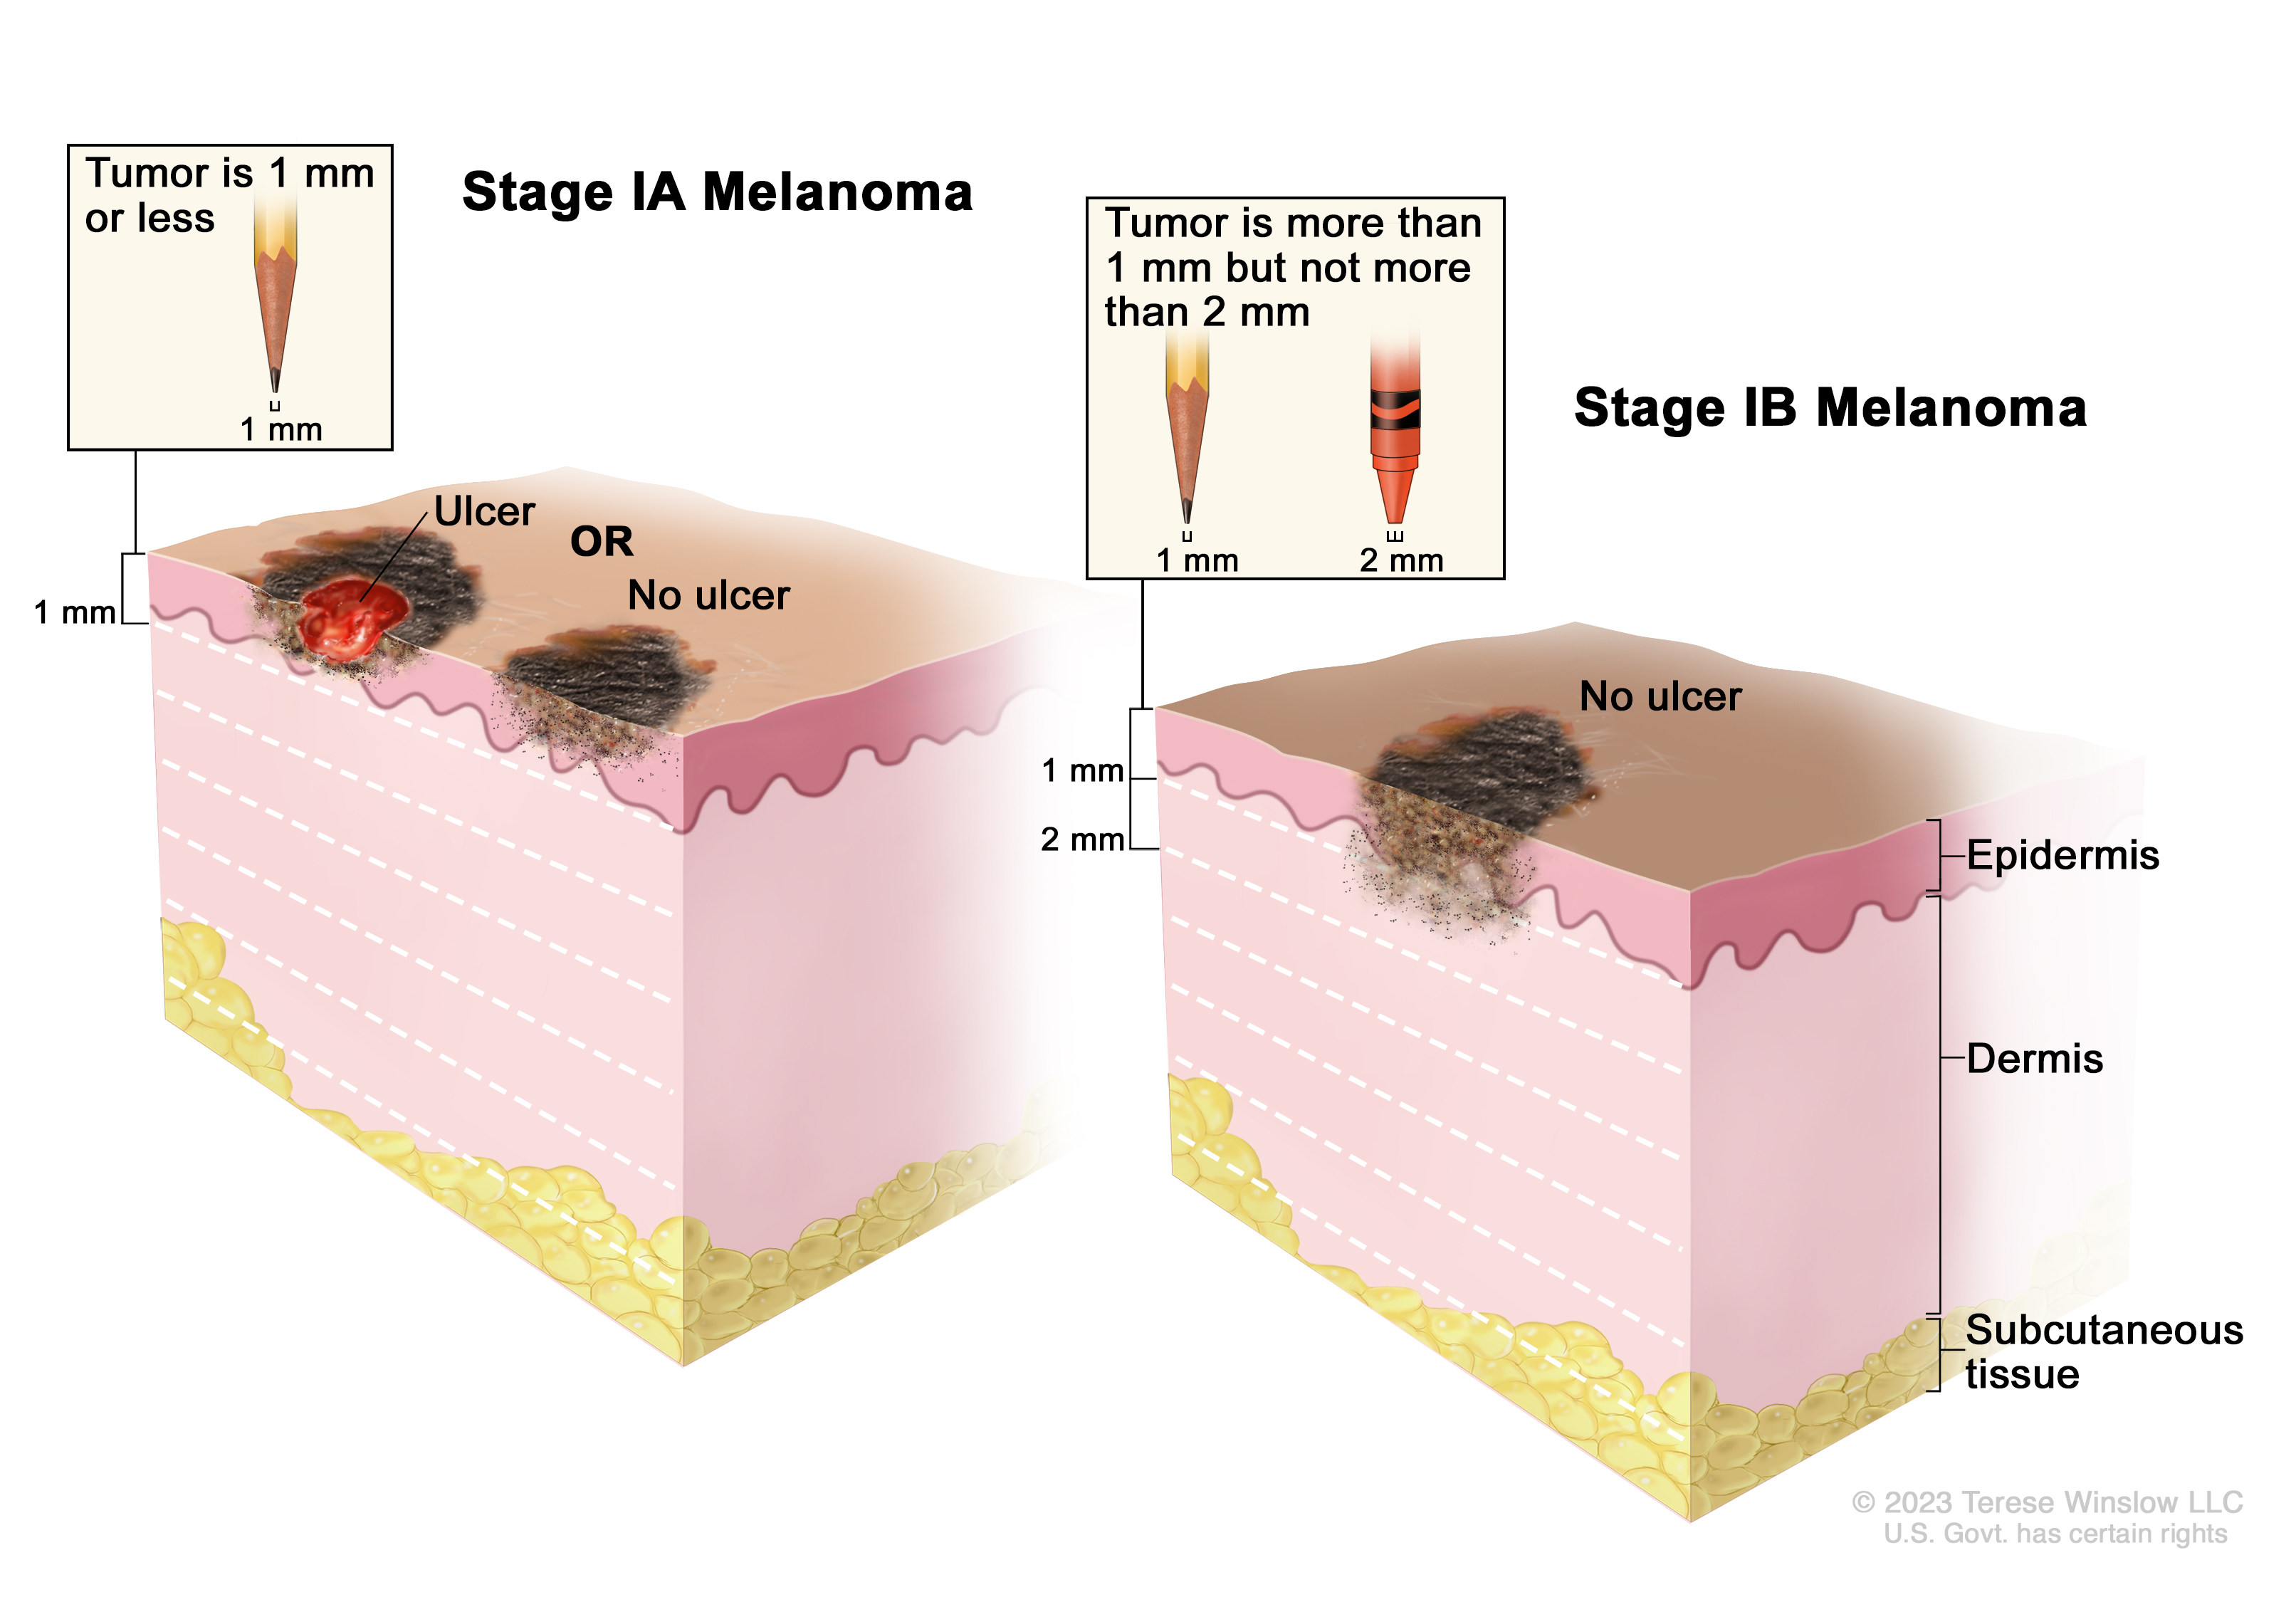 Stage IA Melanoma
Tumor is 1 mm
or less
1 mm
Ulcer
OR
No ulcer
1 mm
Stage IB Melanoma
Tumor is more than
1 mm but not more
than 2 mm
1 mm
2 mm
No ulcer
1 mm
2 mm
Epidermis
Dermis
Subcutaneous
tissue
© 2023 Terese Winslow LLC
U.S. Govt. has certain rights